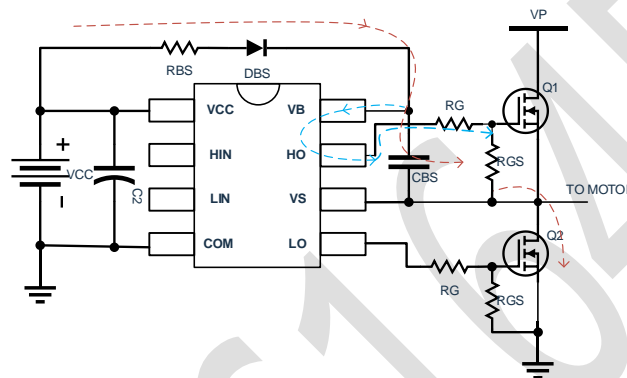 VP
RBS
DBS
Q1
VCC
VB
RG
HIN
HO
RGS
+
VCC
C2
CBS
LIN
VS
TO MOTOR
COM
LO
Q2
RG
RGS